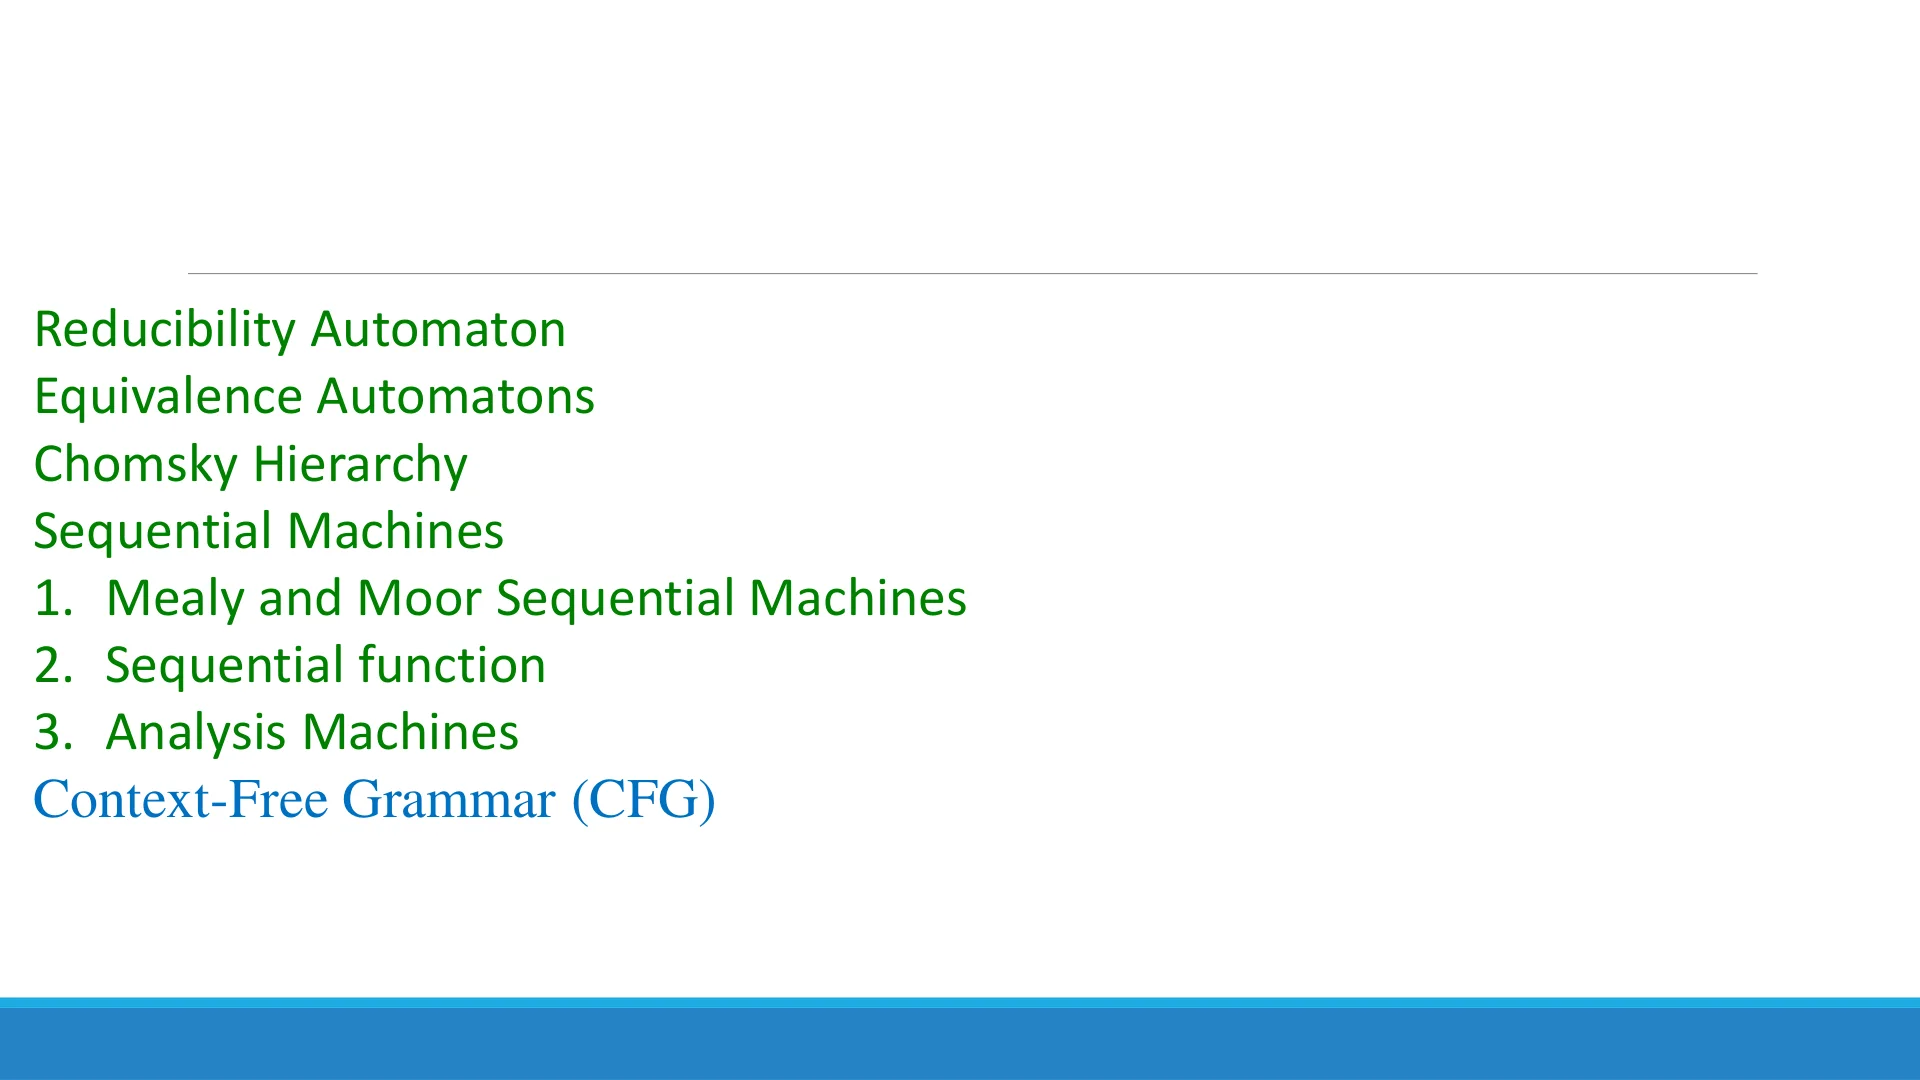 Reducibility Automaton
Equivalence Automatons
Chomsky Hierarchy
Sequential Machines
1. Mealy and Moor Sequential Machines
2. Sequential function
3. Analysis Machines
Context-Free Grammar (CFG)